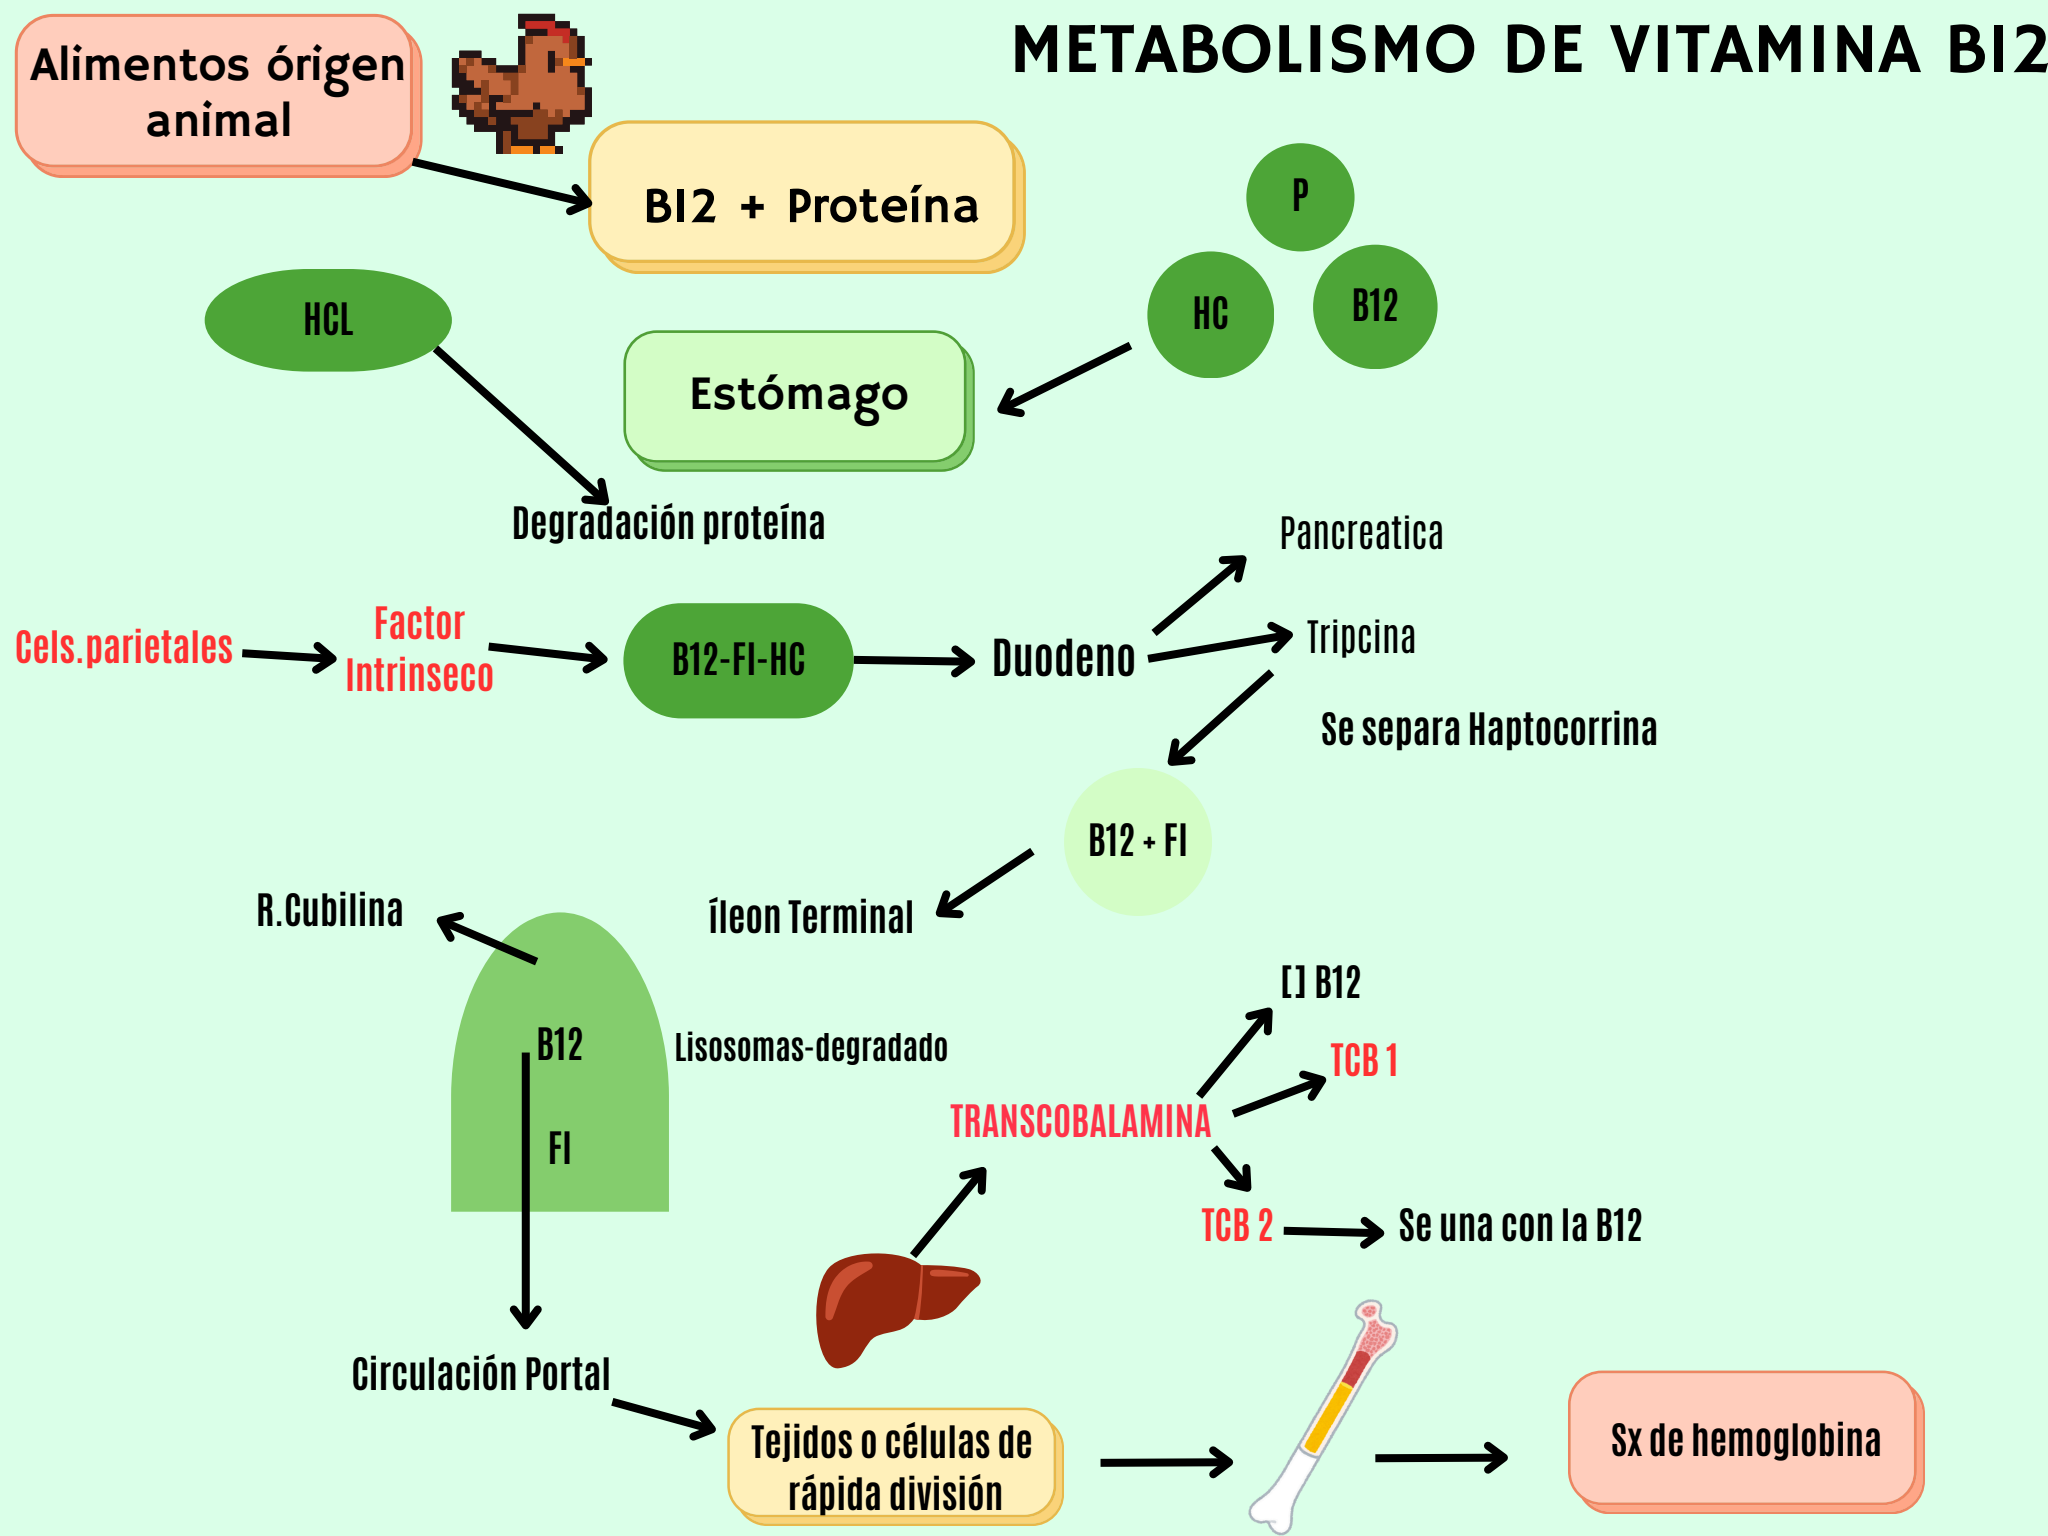 METABOLISMO DE VITAMINA B12
Alimentos órigen
animal
B12 + Proteína
P
HC
B12
HCL
Estómago
Degradación proteína
Pancreatica
Cels.parietales
Factor
Intrinseco
B12-FI-HC
Duodeno
Tripcina
Se separa Haptocorrina
B12 + FI
R.Cubilina
íleon Terminal
B12
FI
Lisosomas-degradado
[] B12
TCB 1
TRANSCOBALAMINA
TCB 2
Se una con la B12
Circulación Portal
Tejidos o células de
rápida división
Sx de hemoglobina